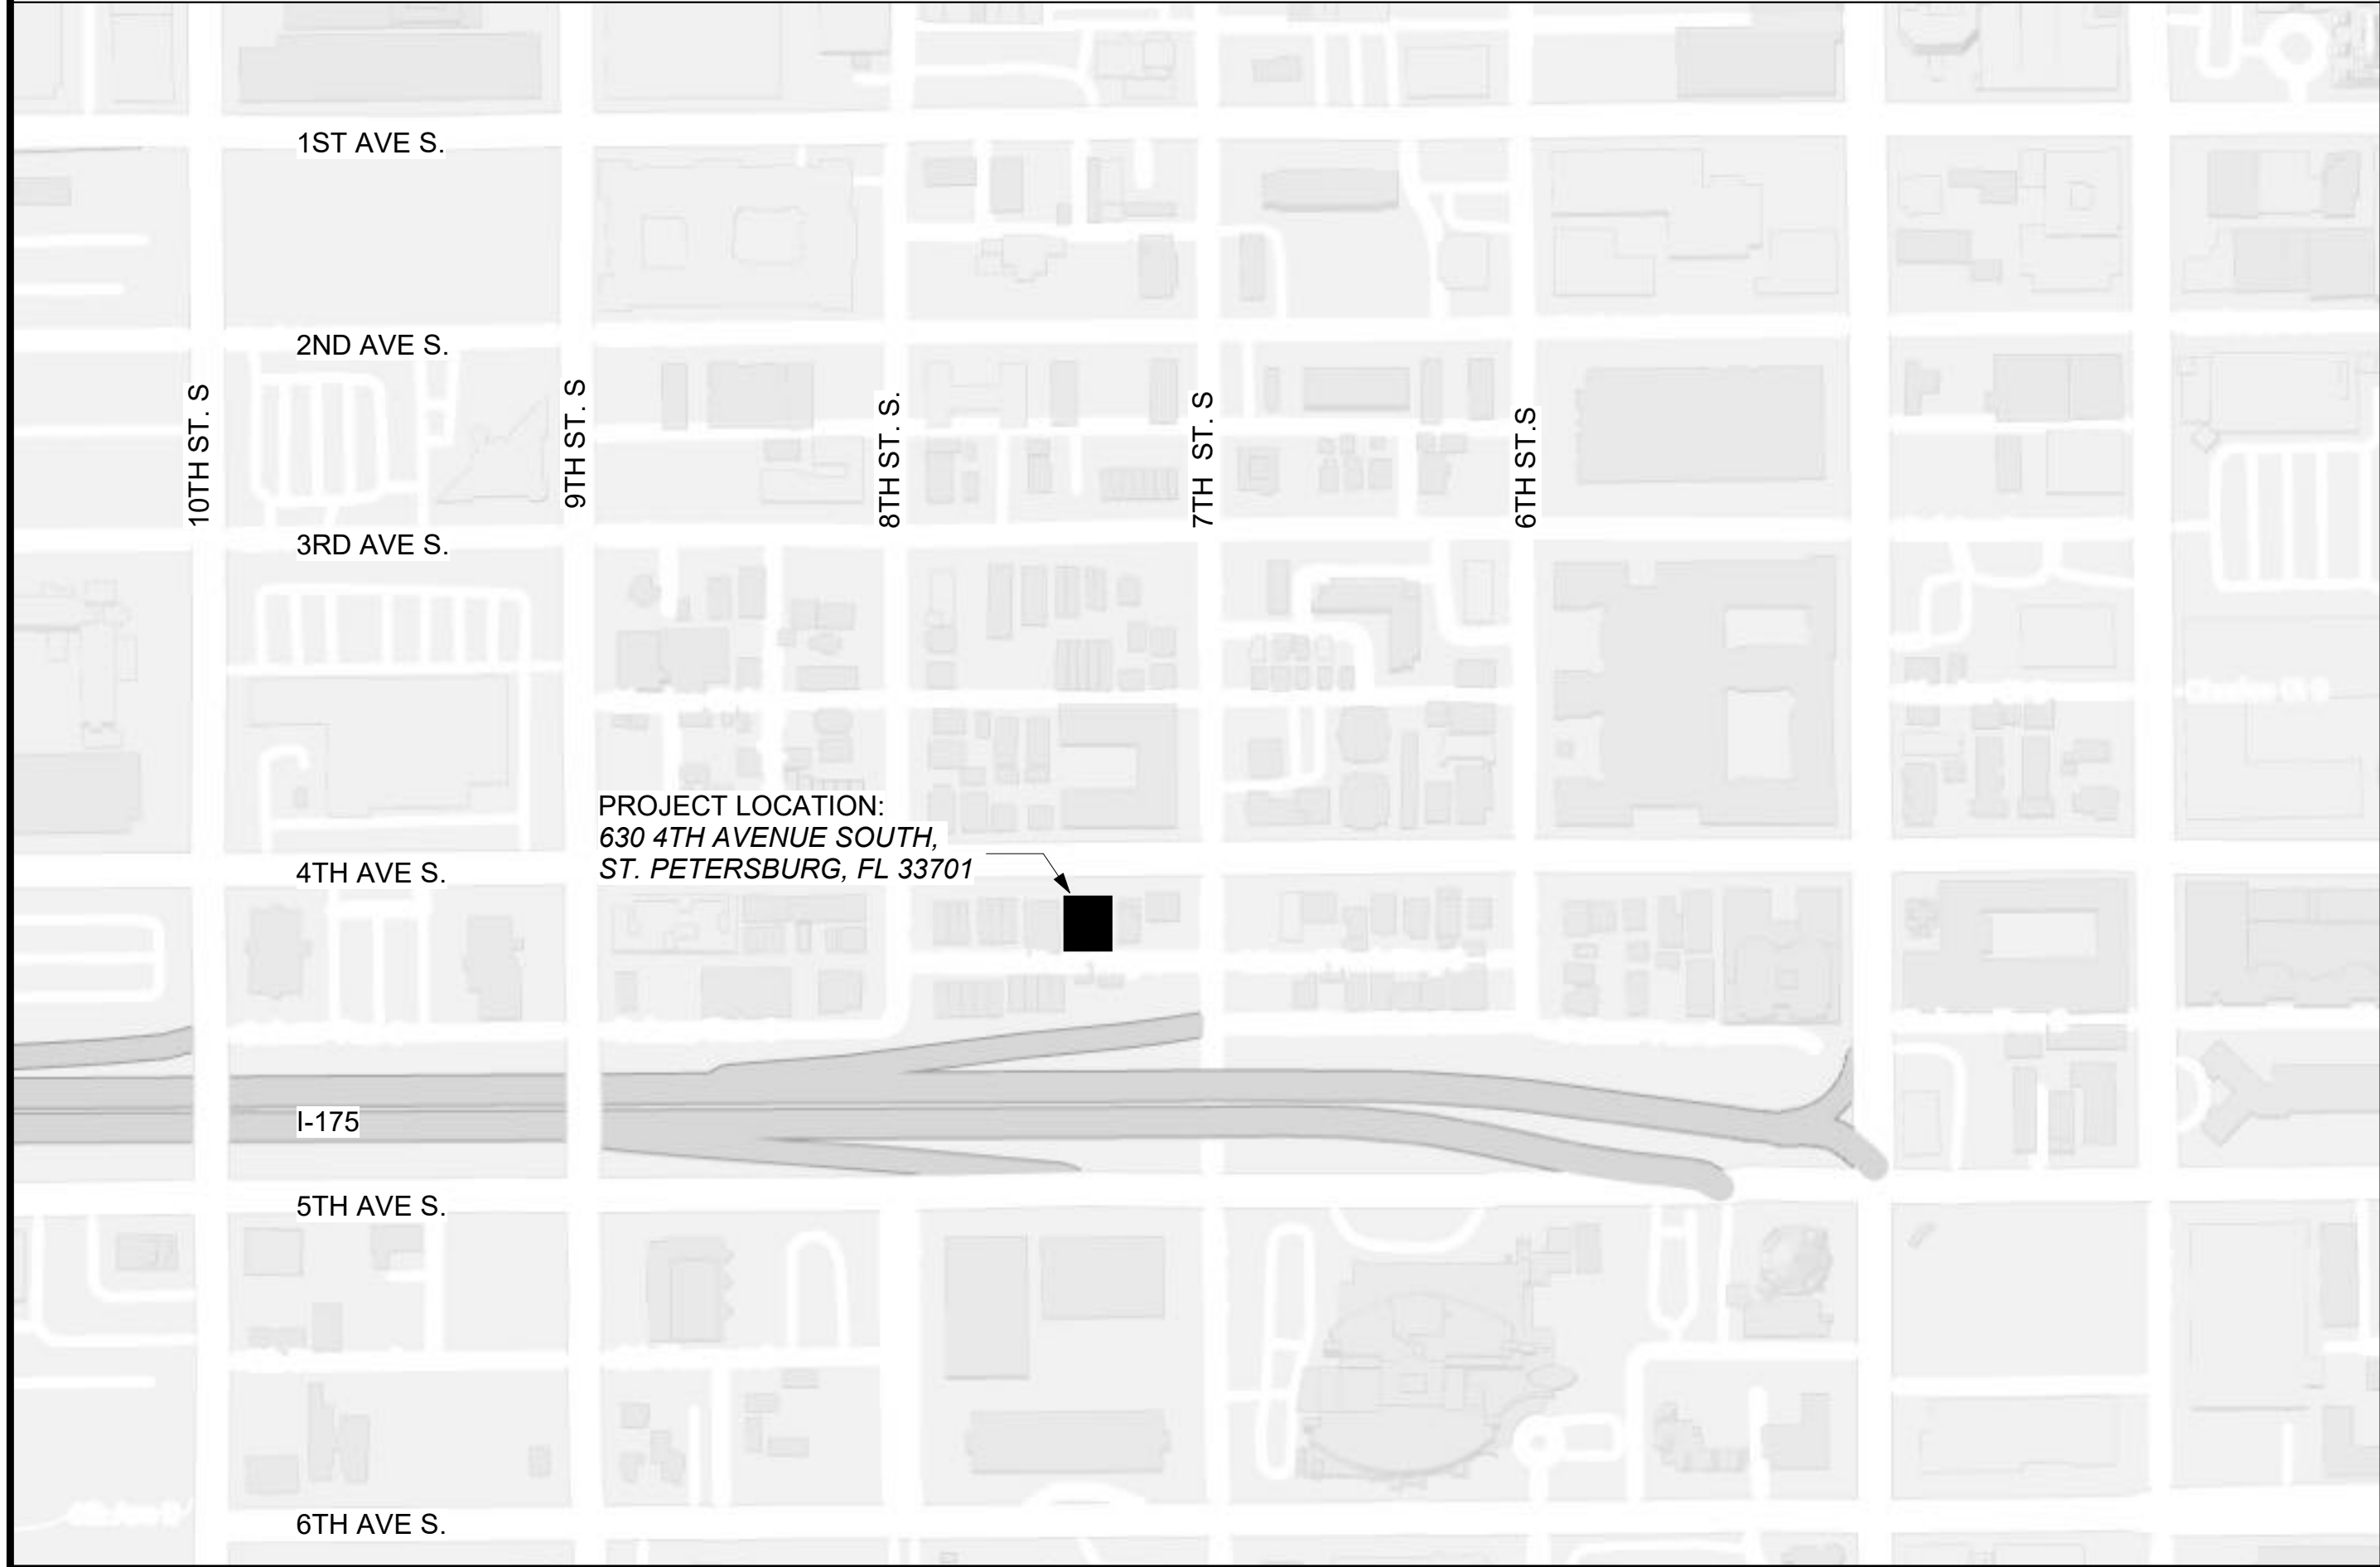 1ST AVE S.
2ND AVE S.
10TH ST. S
9TH ST. S
8TH ST. S.
7TH ST. S
6TH ST.S
3RD AVE S.
PROJECT LOCATION:
630 4TH AVENUE SOUTH,
ST. PETERSBURG, FL 33701
4TH AVE S.
I-175
5TH AVE S.
6TH AVE S.